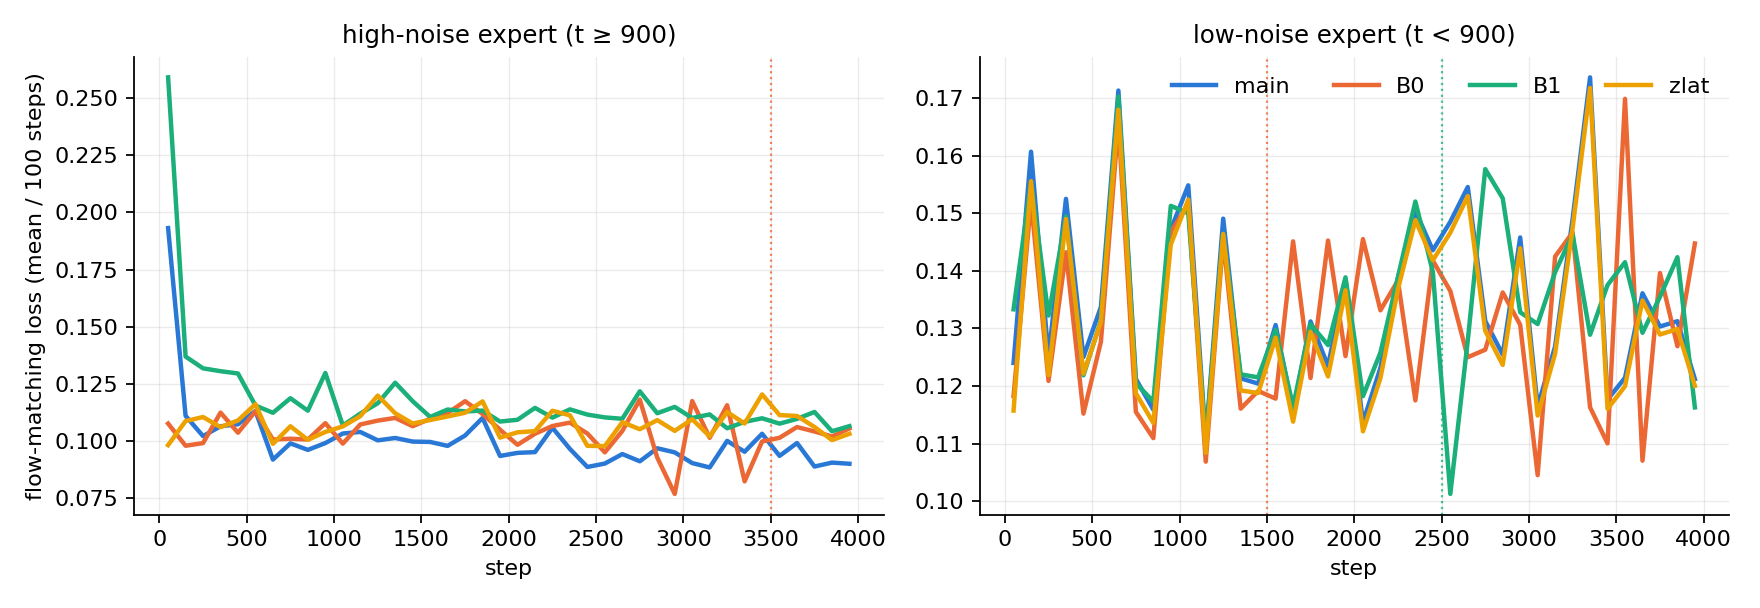 high-noise expert (t ≥ 900)
flow-matching loss (mean / 100 steps)
0.250
0.225
0.200
0.175
0.150
0.125
0.100
0.075
0 500 1000 1500 2000 2500 3000 3500 4000
step
low-noise expert (t < 900)
main B0 B1 zlat
0.17
0.16
0.15
0.14
0.13
0.12
0.11
0.10
0 500 1000 1500 2000 2500 3000 3500 4000
step